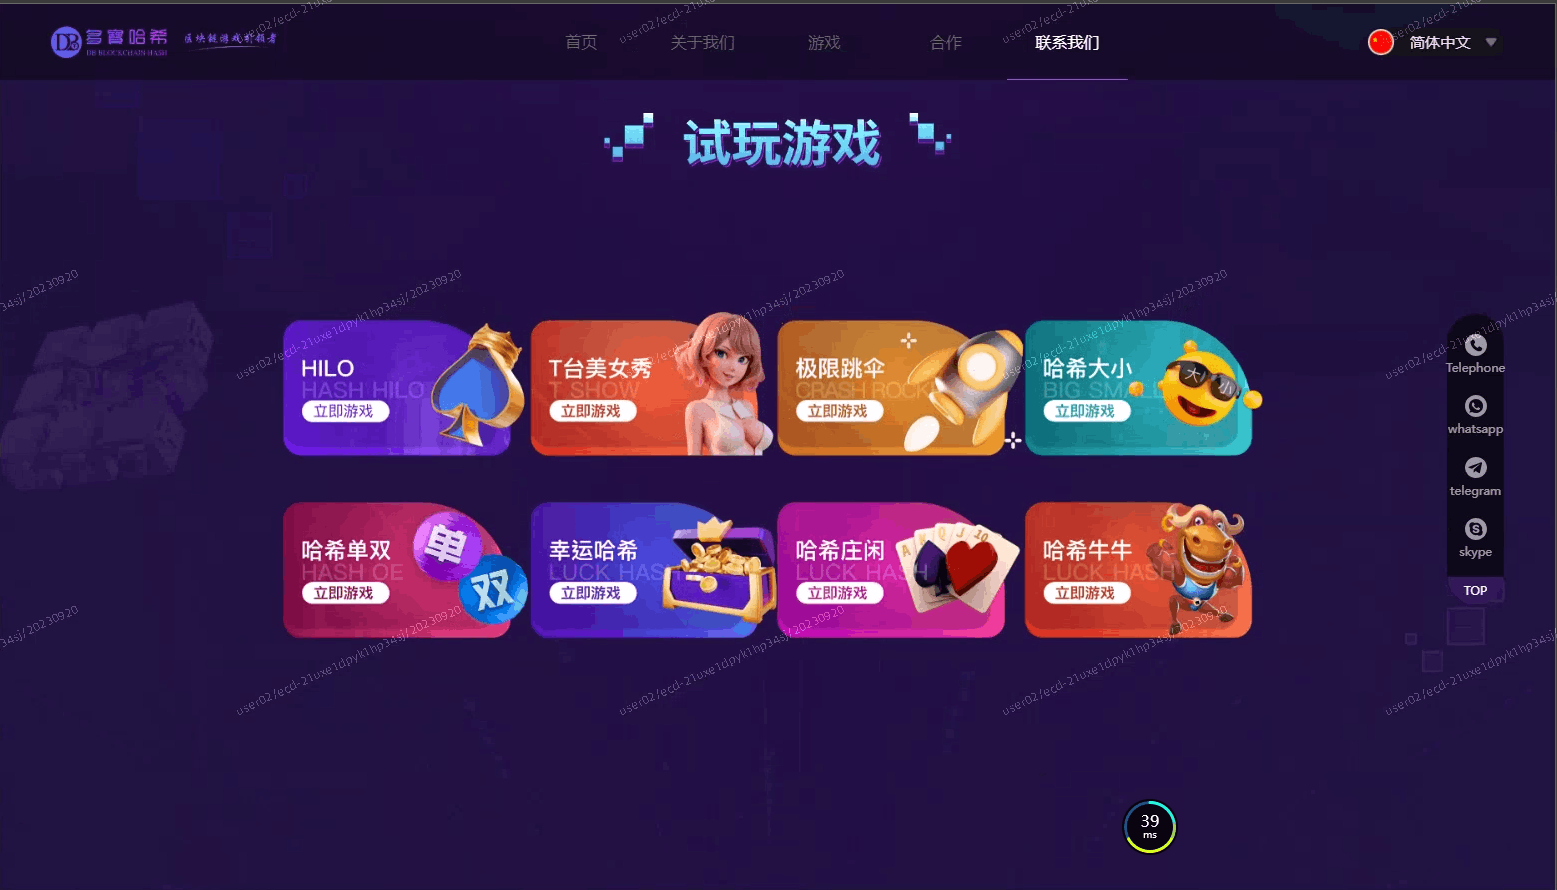 多寶哈希
DB BLOCKCHAIN HASH
区块链游戏引领者
首页
关于我们
游戏
合作
联系我们
简体中文
试玩游戏
HILO
HASH HILO
立即游戏
T台美女秀
T SHOW
立即游戏
极限跳伞
CRASH ROCKE
立即游戏
哈希大小
BIG SMALL
立即游戏
大
小
哈希单双
HASH OE
立即游戏
单
双
幸运哈希
LUCK HASH
立即游戏
哈希庄闲
LUCK HASH
立即游戏
A
J
10
哈希牛牛
LUCK HASH
立即游戏
Telephone
whatsapp
telegram
skype
TOP
39
ms
user02/ecd-21uxe1dpyk1hp34sj/20230920